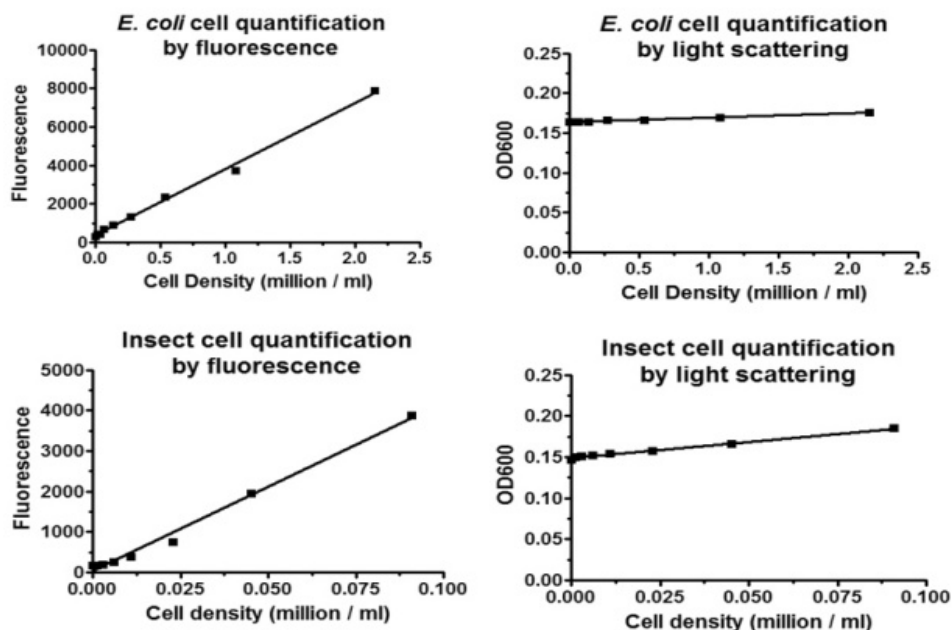 E. coli cell quantification
by fluorescence
10000
8000
6000
4000
2000
0
Fluorescence
0.0 0.5 1.0 1.5 2.0 2.5
Cell Density (million / ml)
E. coli cell quantification
by light scattering
0.25
0.20
0.15
0.10
0.05
0.00
OD600
0.0 0.5 1.0 1.5 2.0 2.5
Cell Density (million / ml)
Insect cell quantification
by fluorescence
5000
4000
3000
2000
1000
0
Fluorescence
0.000 0.025 0.050 0.075 0.100
Cell density (million / ml)
Insect cell quantification
by light scattering
0.25
0.20
0.15
0.10
0.05
0.00
OD600
0.000 0.025 0.050 0.075 0.100
Cell density (million / ml)